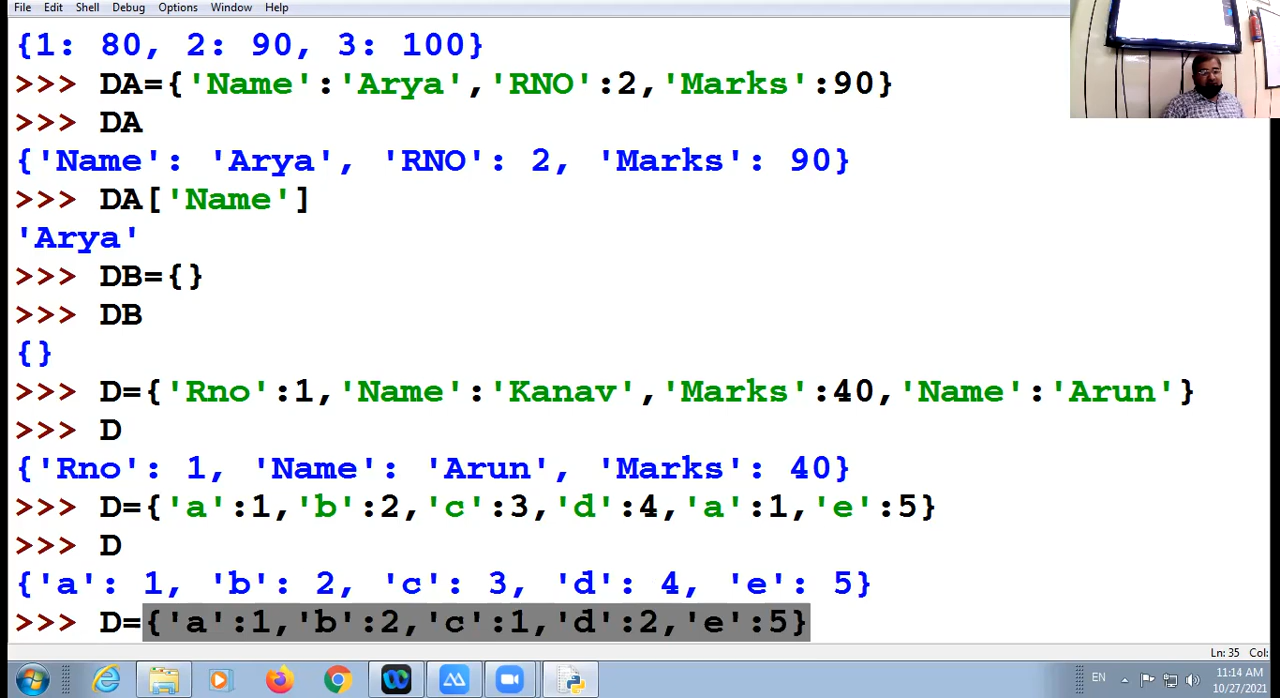 File Edit Shell Debug Options Window Help
{1: 80, 2: 90, 3: 100}
>>> DA={'Name':'Arya', 'RNO':2,'Marks':90}
>>> DA
{'Name': 'Arya', 'RNO': 2, 'Marks': 90}
>>> DA['Name']
'Arya'
>>> DB={}
>>> DB
{}
>>> D={'Rno':1,'Name':'Kanav','Marks':40,'Name':'Arun'}
>>> D
{'Rno': 1, 'Name': 'Arun', 'Marks': 40}
>>> D={'a':1,'b':2,'c':3,'d':4,'a':1,'e':5}
>>> D
{'a': 1, 'b': 2, 'c': 3, 'd': 4, 'e': 5}
>>> D={'a':1,'b':2,'c':1,'d':2,'e':5}
Ln: 35 Col:
EN 11:14 AM
10/27/2021